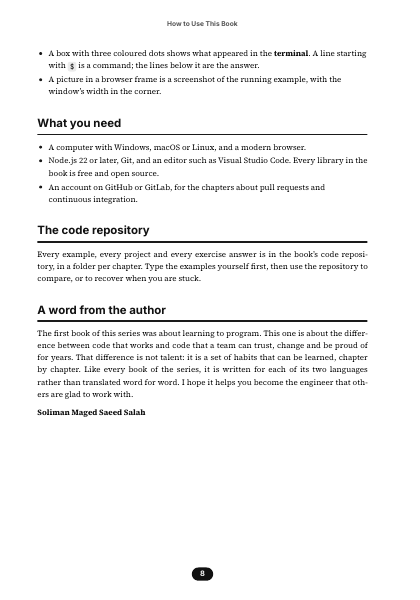 How to Use This Book
• A box with three coloured dots shows what appeared in the terminal. A line starting
with $ is a command; the lines below it are the answer.
• A picture in a browser frame is a screenshot of the running example, with the
window's width in the corner.
What you need
• A computer with Windows, macOS or Linux, and a modern browser.
• Node.js 22 or later, Git, and an editor such as Visual Studio Code. Every library in the
book is free and open source.
• An account on GitHub or GitLab, for the chapters about pull requests and
continuous integration.
The code repository
Every example, every project and every exercise answer is in the book's code reposi-
tory, in a folder per chapter. Type the examples yourself first, then use the repository to
compare, or to recover when you are stuck.
A word from the author
The first book of this series was about learning to program. This one is about the differ-
ence between code that works and code that a team can trust, change and be proud of
for years. That difference is not talent: it is a set of habits that can be learned, chapter
by chapter. Like every book of the series, it is written for each of its two languages
rather than translated word for word. I hope it helps you become the engineer that oth-
ers are glad to work with.
Soliman Maged Saeed Salah
8